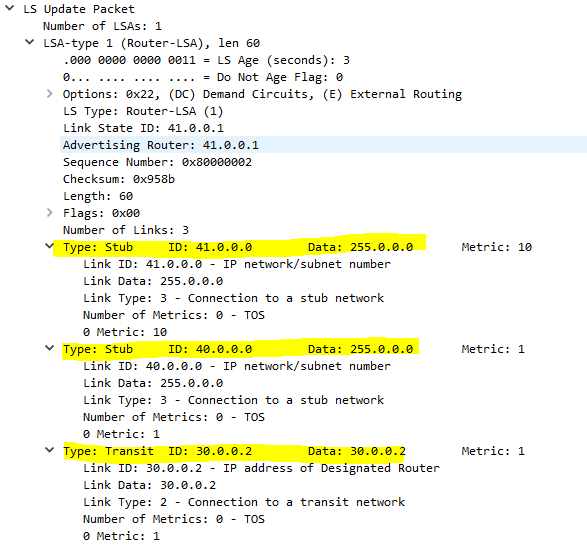 LS Update Packet
Number of LSAs: 1
LSA-type 1 (Router-LSA), len 60
.000 0000 0000 0011 = LS Age (seconds): 3
0... .... .... .... = Do Not Age Flag: 0
Options: 0x22, (DC) Demand Circuits, (E) External Routing
LS Type: Router-LSA (1)
Link State ID: 41.0.0.1
Advertising Router: 41.0.0.1
Sequence Number: 0x80000002
Checksum: 0x958b
Length: 60
Flags: 0x00
Number of Links: 3
Type: Stub ID: 41.0.0.0 Data: 255.0.0.0 Metric: 10
Link ID: 41.0.0.0 - IP network/subnet number
Link Data: 255.0.0.0
Link Type: 3 - Connection to a stub network
Number of Metrics: 0 - TOS
0 Metric: 10
Type: Stub ID: 40.0.0.0 Data: 255.0.0.0 Metric: 1
Link ID: 40.0.0.0 - IP network/subnet number
Link Data: 255.0.0.0
Link Type: 3 - Connection to a stub network
Number of Metrics: 0 - TOS
0 Metric: 1
Type: Transit ID: 30.0.0.2 Data: 30.0.0.2 Metric: 1
Link ID: 30.0.0.2 - IP address of Designated Router
Link Data: 30.0.0.2
Link Type: 2 - Connection to a transit network
Number of Metrics: 0 - TOS
0 Metric: 1